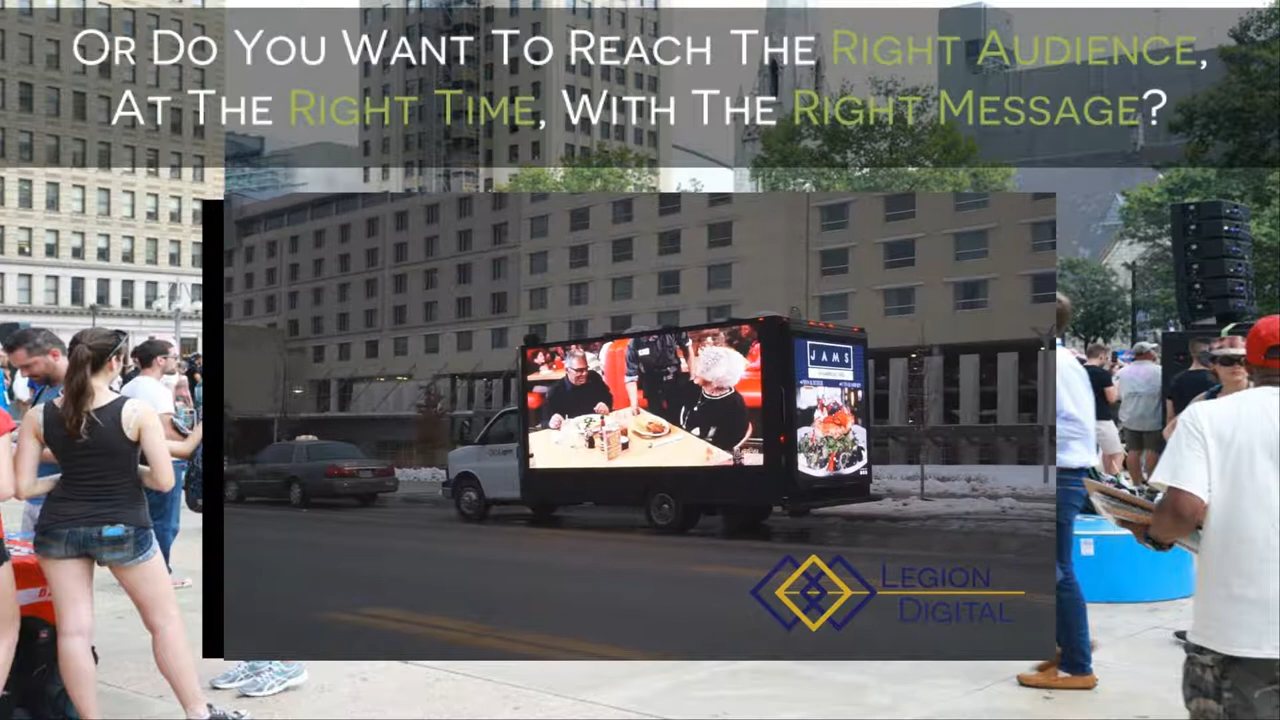 Or Do You Want To Reach The Right Audience,
At The Right Time, With The Right Message?
JAMS
Legion
Digital